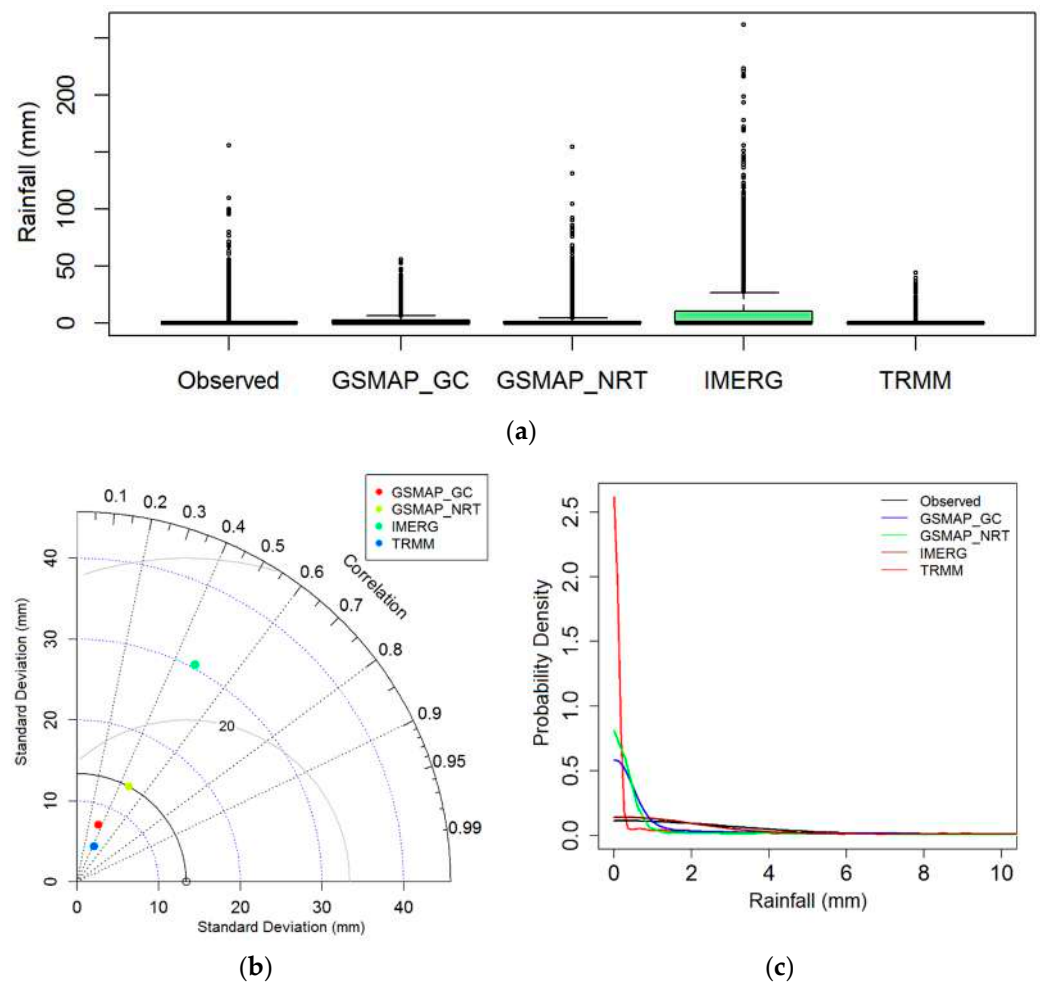 Rainfall (mm)
200
100
50
0
Observed
GSMAP_GC
GSMAP_NRT
IMERG
TRMM
(a)
Standard Deviation (mm)
40
30
20
10
0
0.1
0.2
0.3
0.4
0.5
0.6
0.7
0.8
0.9
0.95
0.99
Correlation
GSMAP_GC
GSMAP_NRT
IMERG
TRMM
20
0
10
20
30
40
Standard Deviation (mm)
(b)
Probability Density
2.5
2.0
1.5
1.0
0.5
0.0
Observed
GSMAP_GC
GSMAP_NRT
IMERG
TRMM
0
2
4
6
8
10
Rainfall (mm)
(c)